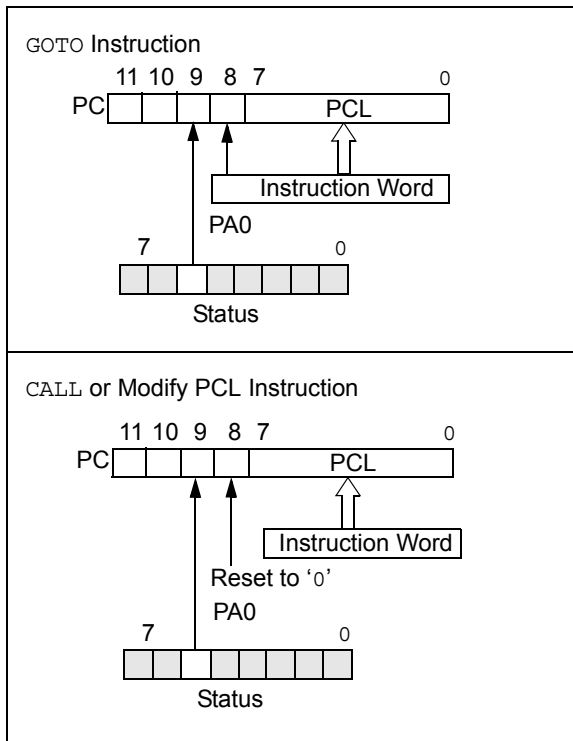 GOTO Instruction
11 10 9 8 7 0
PC PCL
Instruction Word
PA0
7 0
Status
CALL or Modify PCL Instruction
11 10 9 8 7 0
PC PCL
Instruction Word
Reset to ‘0’
PA0
7 0
Status